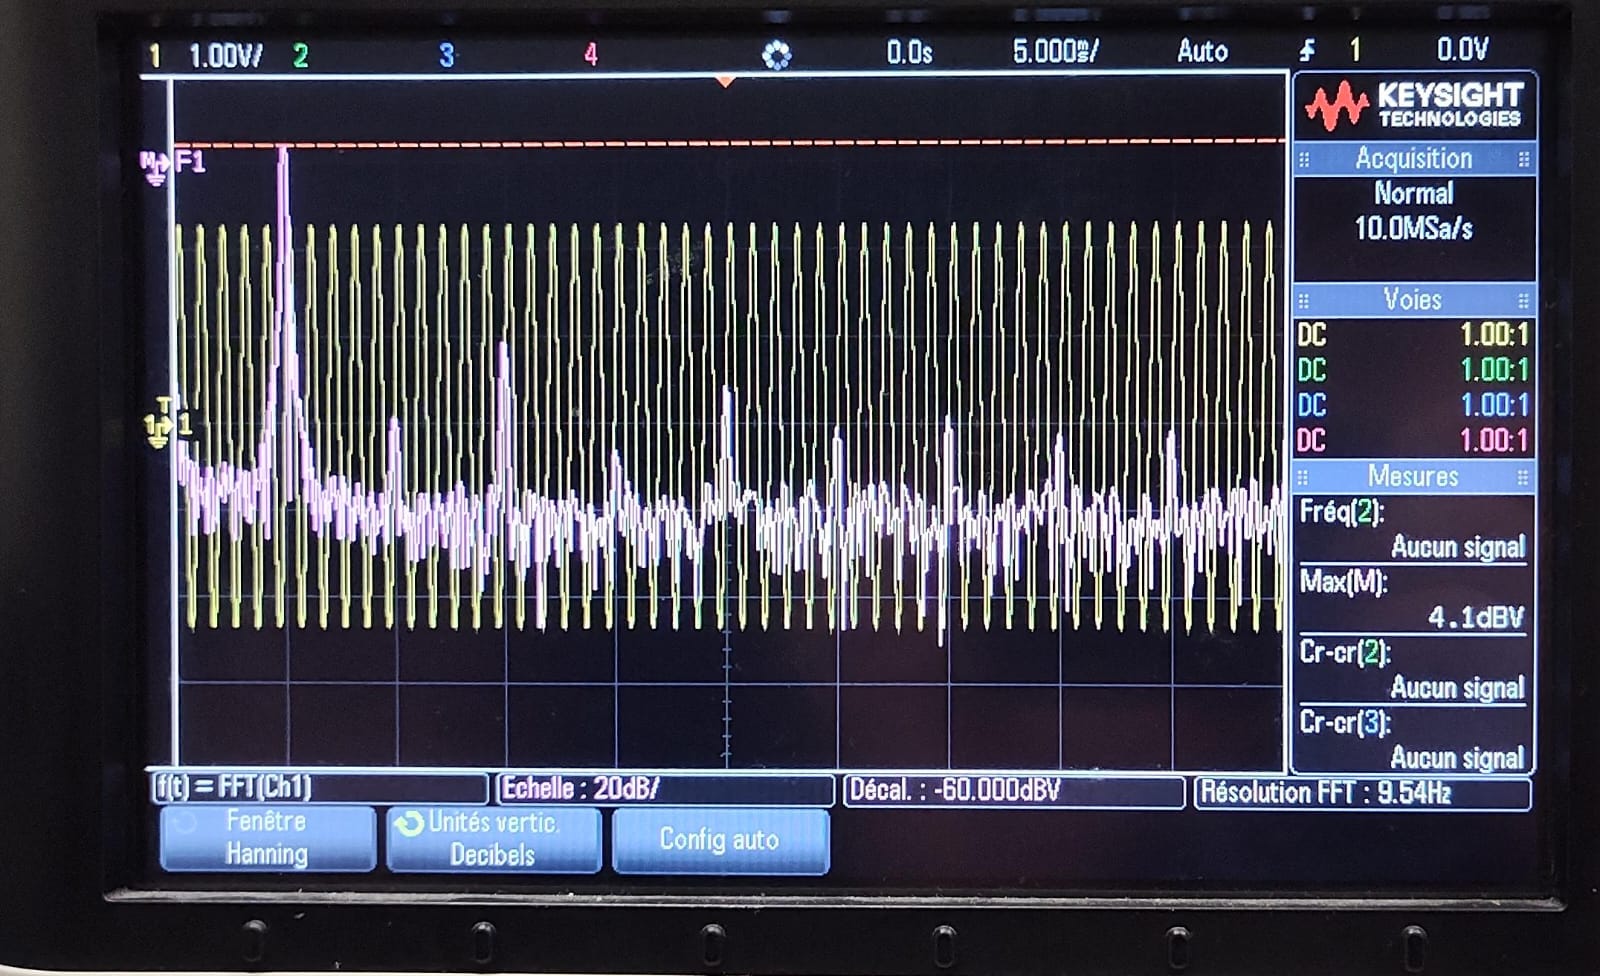 1 1.00V/ 2 3 4 0.0s 5.000ms/ Auto 1 0.0V
KEYSIGHT
TECHNOLOGIES
Acquisition
Normal
10.0MSa/s
Voies
DC 1.00:1
DC 1.00:1
DC 1.00:1
DC 1.00:1
Mesures
Fréq(2):
Aucun signal
Max(M):
4.1dBV
Cr-cr(2):
Aucun signal
Cr-cr(3):
Aucun signal
M F1
T
1 1
f(t) = FFT(Ch1) Echelle : 20dB/ Décal. : -60.000dBV Résolution FFT : 9.54Hz
Fenêtre
Hanning
Unités vertic.
Decibels
Config auto